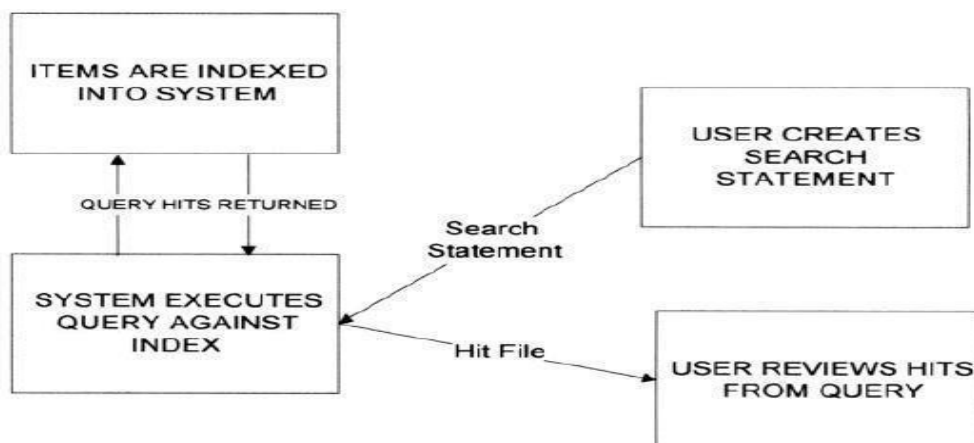 ITEMS ARE INDEXED
INTO SYSTEM
USER CREATES
SEARCH
STATEMENT
QUERY HITS RETURNED
Search
Statement
SYSTEM EXECUTES
QUERY AGAINST
INDEX
Hit File
USER REVIEWS HITS
FROM QUERY